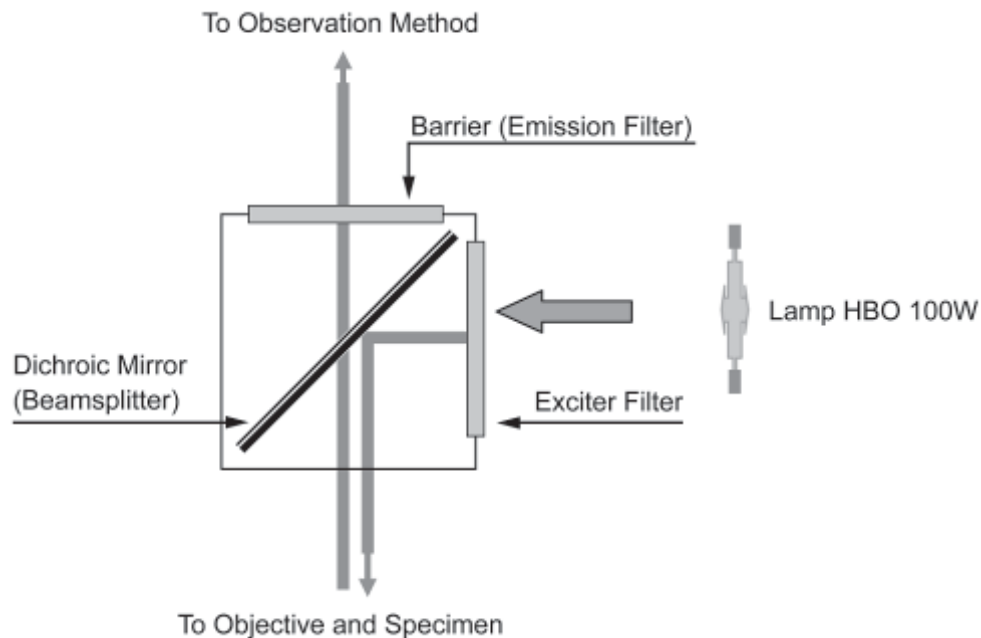 To Observation Method
Barrier (Emission Filter)
Lamp HBO 100W
Dichroic Mirror
(Beamsplitter)
Exciter Filter
To Objective and Specimen